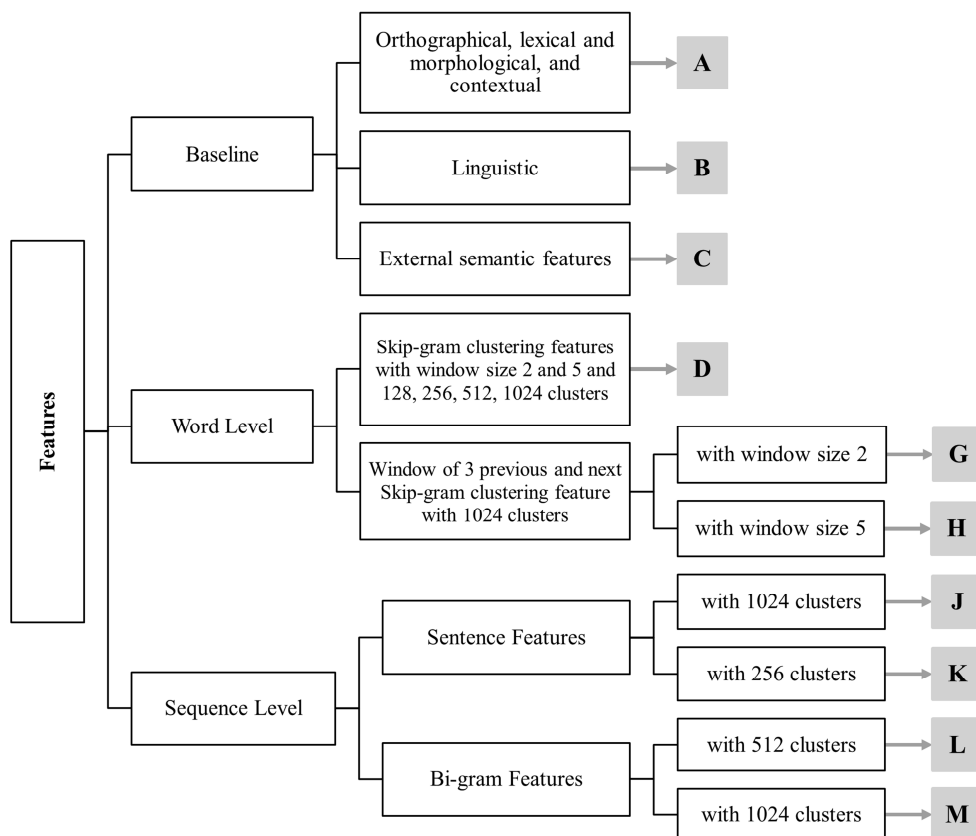 Features
Baseline
Orthographical, lexical and
morphological, and
contextual
A
Linguistic
B
External semantic features
C
Word Level
Skip-gram clustering features
with window size 2 and 5 and
128, 256, 512, 1024 clusters
D
Window of 3 previous and next
Skip-gram clustering feature
with 1024 clusters
with window size 2
G
with window size 5
H
Sequence Level
Sentence Features
with 1024 clusters
J
with 256 clusters
K
Bi-gram Features
with 512 clusters
L
with 1024 clusters
M